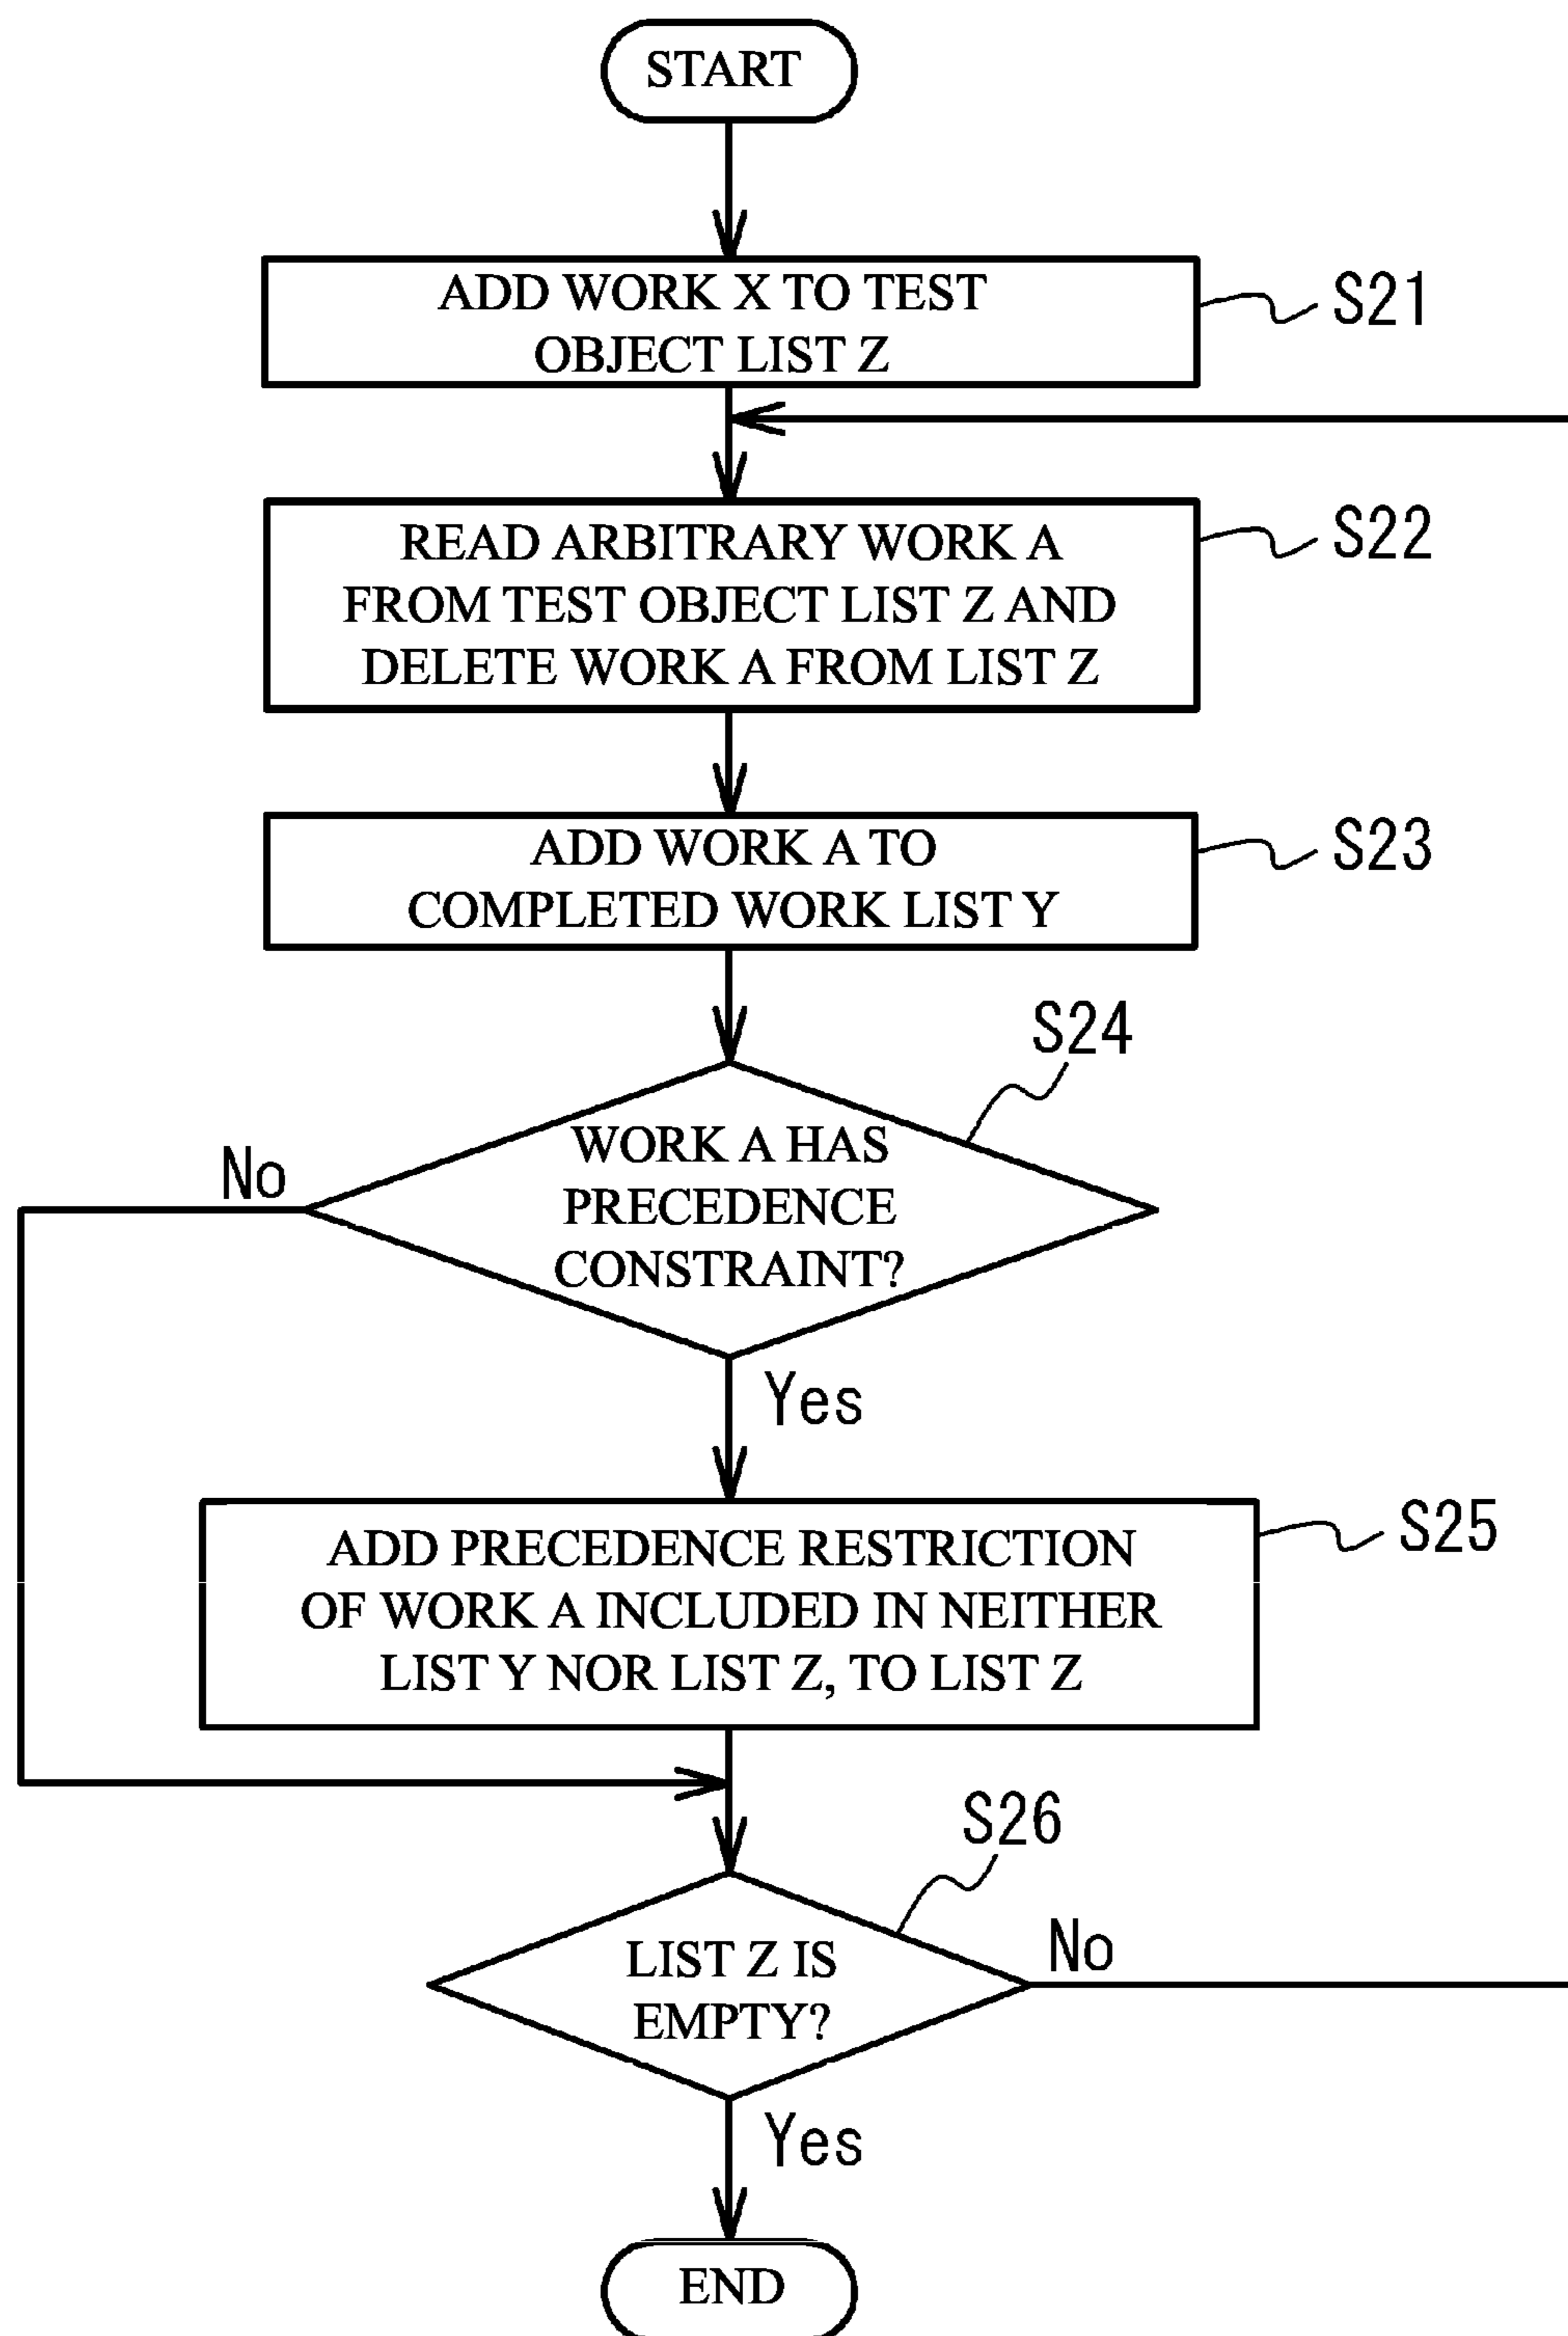 START
ADD WORK X TO TEST
OBJECT LIST Z
S21
READ ARBITRARY WORK A
FROM TEST OBJECT LIST Z AND
DELETE WORK A FROM LIST Z
S22
ADD WORK A TO
COMPLETED WORK LIST Y
S23
S24
WORK A HAS
PRECEDENCE
CONSTRAINT?
No
Yes
ADD PRECEDENCE RESTRICTION
OF WORK A INCLUDED IN NEITHER
LIST Y NOR LIST Z, TO LIST Z
S25
S26
LIST Z IS
EMPTY?
No
Yes
END